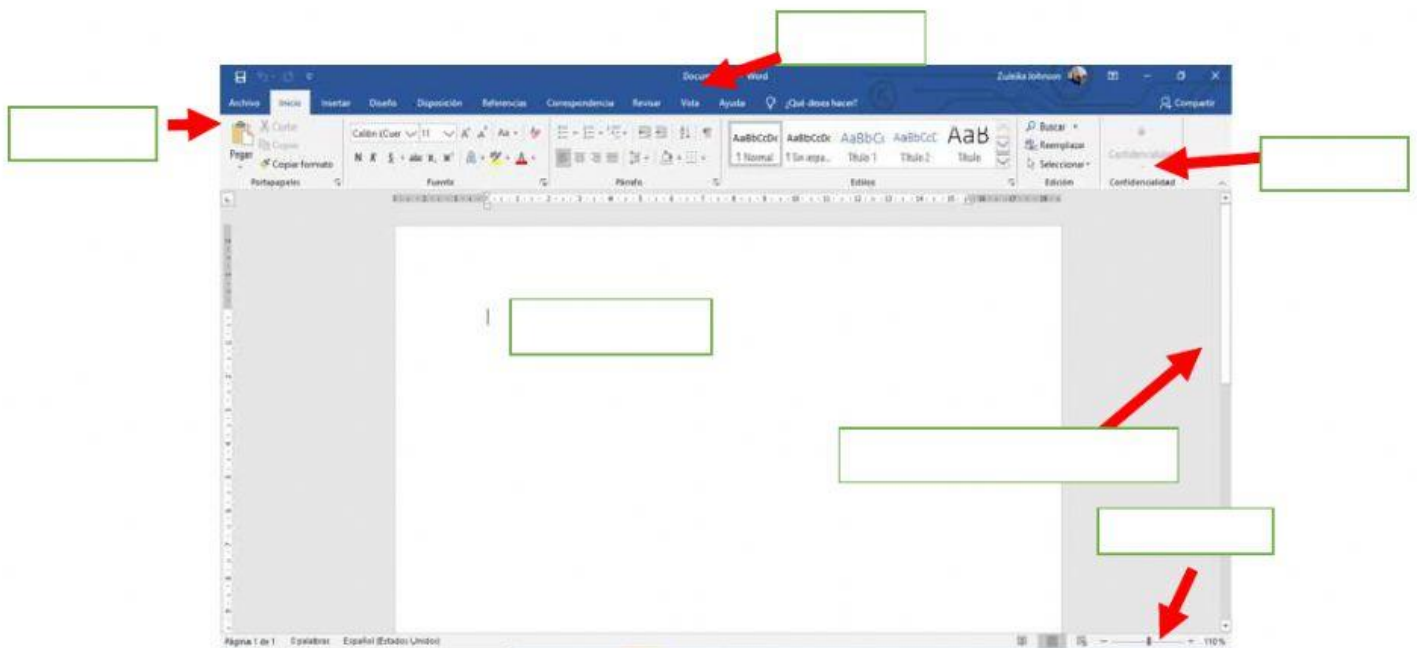 Word
Zuleika Johnson
Archivo Inicio Insertar Diseño Disposición Referencias Correspondencia Revisar Vista Ayuda ¿Qué desea hacer? Compartir
Pegar
Cortar
Copiar
Copiar formato
Portapapeles
Calibri (Cuer 11
N K S
Fuente
Párrafo
AaBbCcDc AaBbCcDc AaBbCc AaBbCcC AaB
1 Normal 1 Sin espa... Título 1 Título 2 Título
Estilos
Buscar
Reemplazar
Seleccionar
Edición
Confidencialidad
Confidencialidad
Página 1 de 1 0 palabras Español (Estados Unidos) 110%